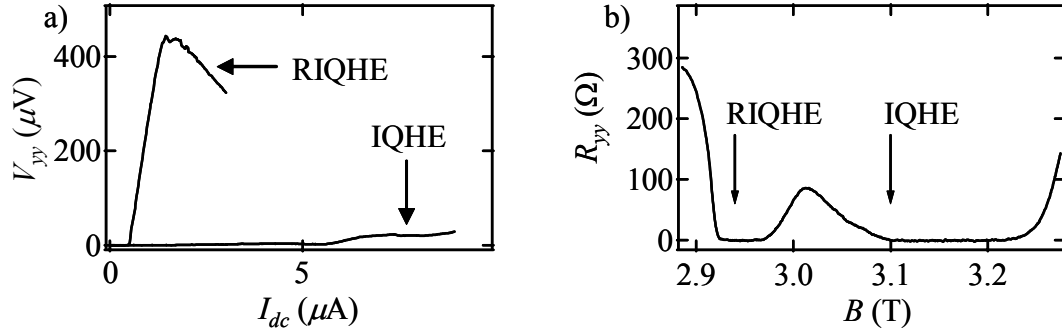 a)
V_yy (μV)
400
200
0
RIQHE
IQHE
0
5
I_dc (μA)
b)
R_yy (Ω)
300
200
100
0
RIQHE
IQHE
2.9
3.0
3.1
3.2
B (T)